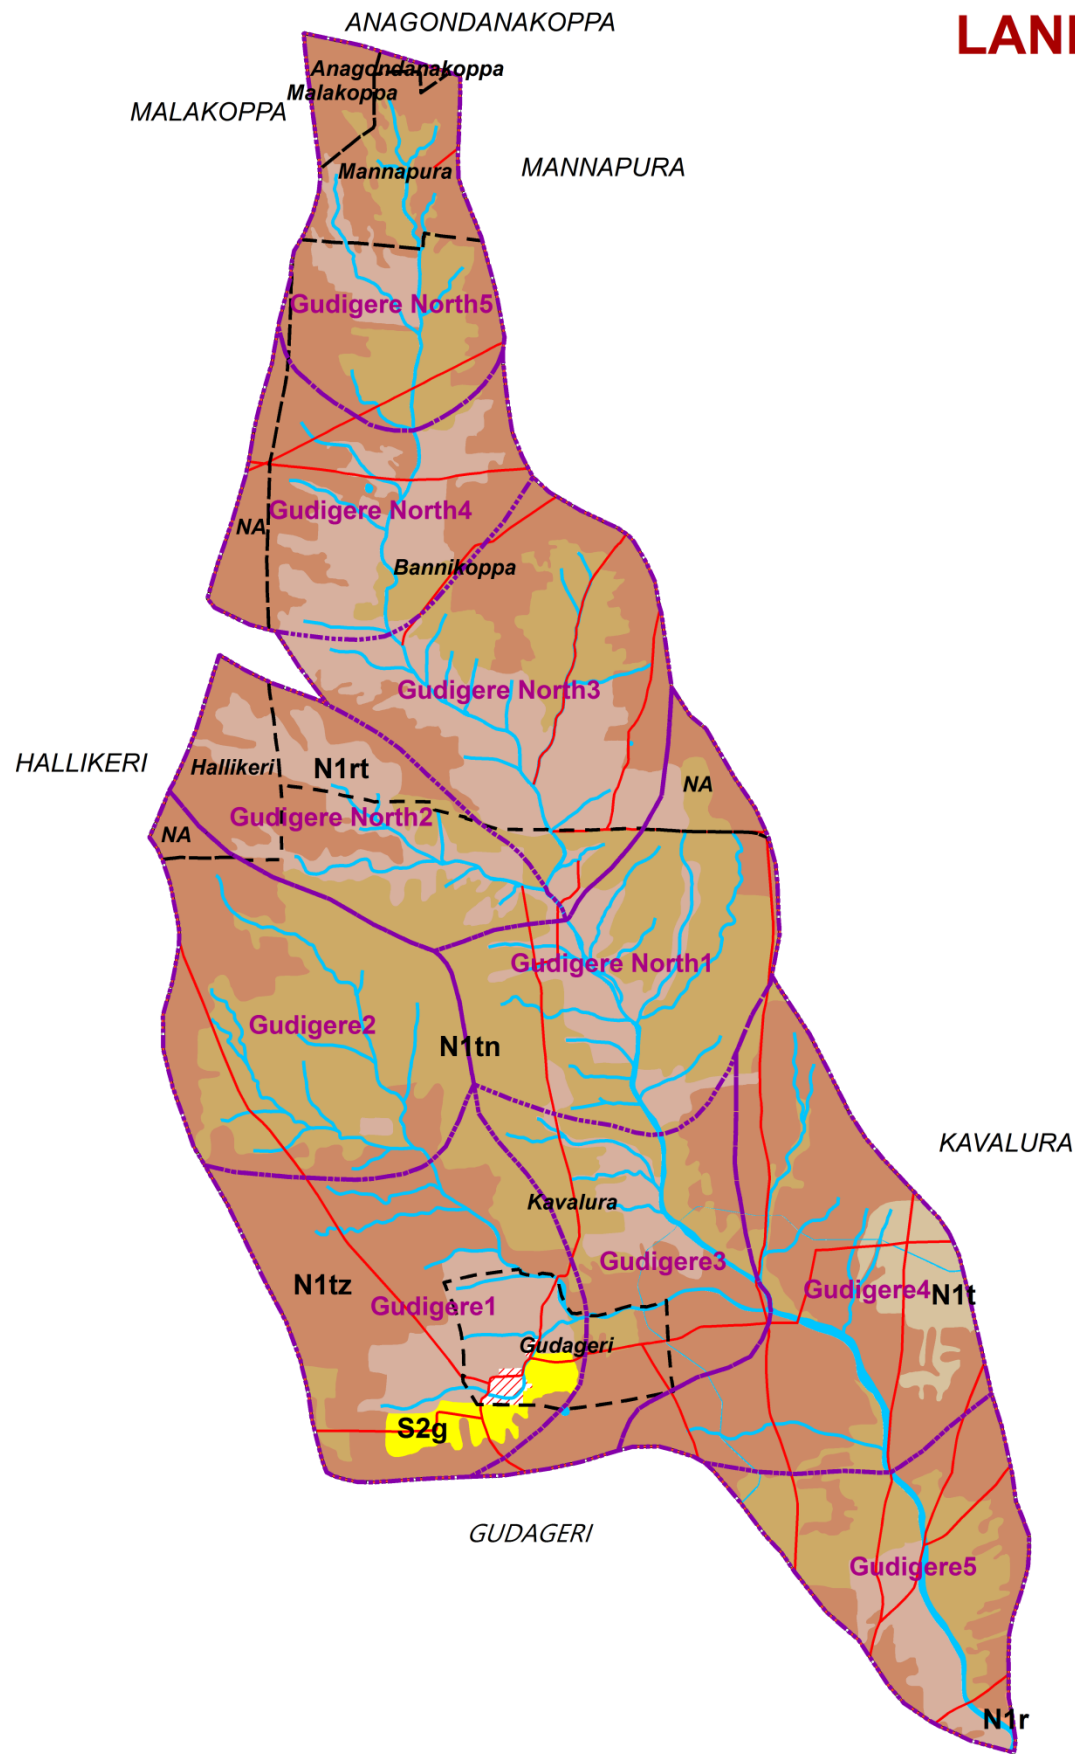 ANAGONDANAKOPPA
LAND
Anagondanakoppa
Malakoppa
MALAKOPPA
MANNAPURA
Mannapura
Gudigere North5
Gudigere North4
NA
Bannikoppa
Gudigere North3
HALLIKERI
Hallikeri
N1rt
NA
Gudigere North2
NA
Gudigere North1
Gudigere2
N1tn
KAVALURA
Kavalura
Gudigere3
N1tz
Gudigere4
N1t
Gudigere1
Gudageri
S2g
GUDAGERI
Gudigere5
N1r